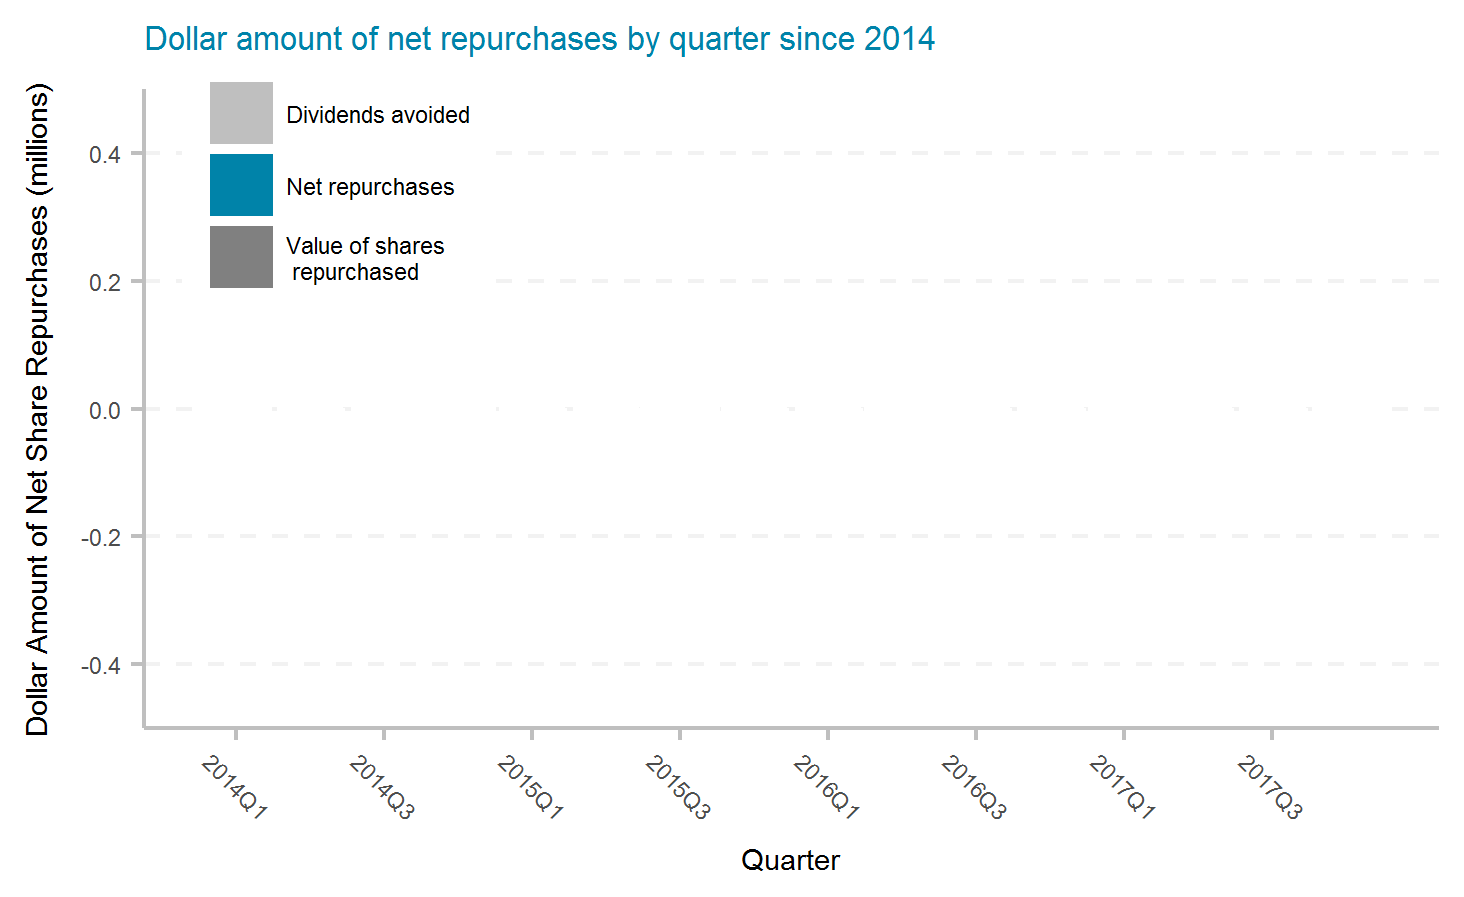 Dollar amount of net repurchases by quarter since 2014
Dollar Amount of Net Share Repurchases (millions)
Dividends avoided
Net repurchases
Value of shares
repurchased
0.4
0.2
0.0
-0.2
-0.4
2014Q1
2014Q3
2015Q1
2015Q3
2016Q1
2016Q3
2017Q1
2017Q3
Quarter